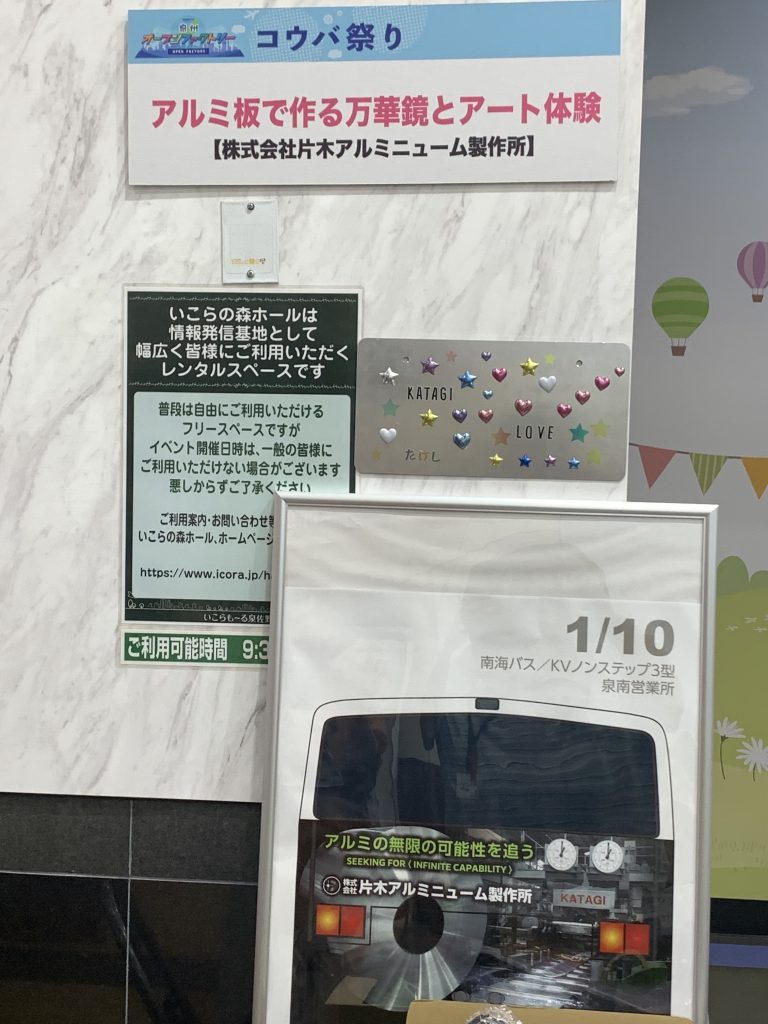 泉州
オープンファクトリー
OPEN FACTORY
コウバ祭り
アルミ板で作る万華鏡とアート体験
【株式会社片木アルミニューム製作所】
いこらの森ホールは
情報発信基地として
幅広く皆様にご利用いただく
レンタルスペースです
普段は自由にご利用いただける
フリースペースですが
イベント開催日時は、一般の皆様に
ご利用いただけない場合がございます
悪しからずご了承ください
ご利用案内・お問い合わせ等
いこらの森ホール、ホームページ
https://www.icora.jp/h
いこらも~る泉佐野
ご利用可能時間 9:3
KATAGI
LOVE
たけし
1/10
南海バス/KVノンステップ3型
泉南営業所
アルミの無限の可能性を追う
SEEKING FOR〈INFINITE CAPABILITY〉
株式会社 片木アルミニューム製作所
KATAGI